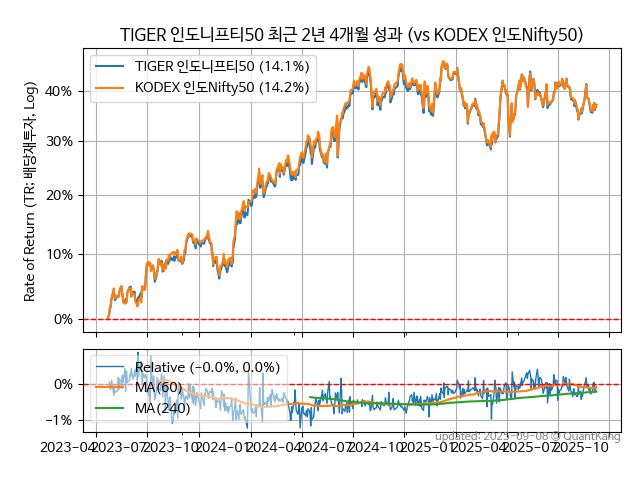 TIGER 인도니프티50 최근 2년 4개월 성과 (vs KODEX 인도Nifty50)
TIGER 인도니프티50 (14.1%)
KODEX 인도Nifty50 (14.2%)
Rate of Return (TR: 배당재투자, Log)
40%
30%
20%
10%
0%
Relative (-0.0%, 0.0%)
MA(60)
MA(240)
0%
-1%
updated: 2025-09-08 @ QuantKang
2023-04
2023-07
2023-10
2024-01
2024-04
2024-07
2024-10
2025-01
2025-04
2025-07
2025-10